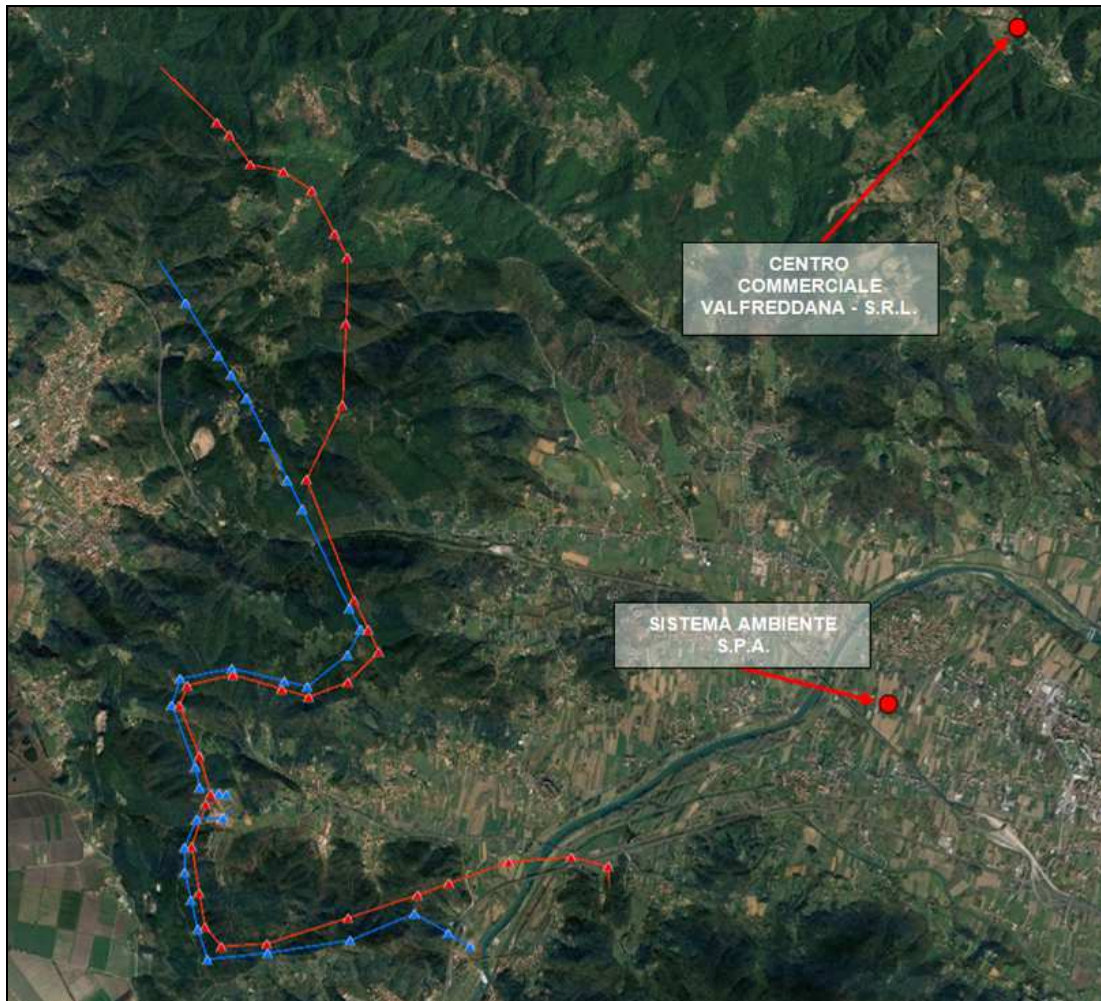 CENTRO
COMMERCIALE
VALFREDDANA - S.R.L.
SISTEMA AMBIENTE
S.P.A.